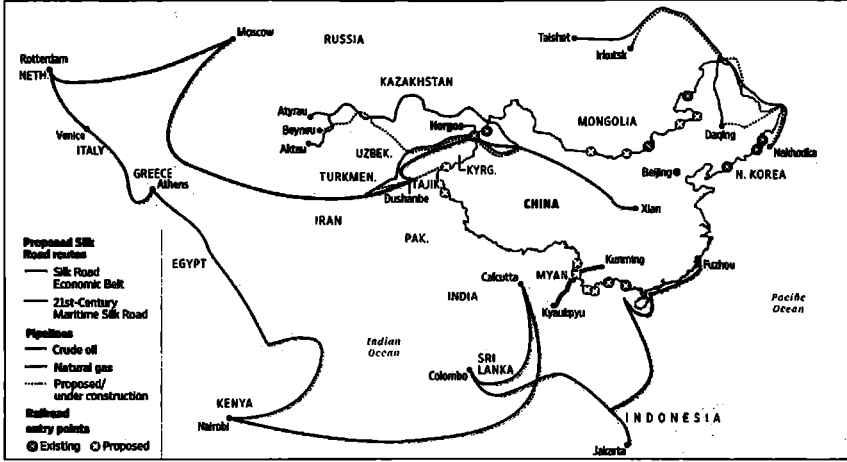 Moscow
RUSSIA
Taishet
Irkutsk
Rotterdam
NETH.
KAZAKHSTAN
Atyrau
Beyneu
Aktau
Horgos
MONGOLIA
Daqing
Nakhodka
Venice
ITALY
UZBEK.
KYRG.
TURKMEN.
TAJIK.
Dushanbe
Beijing
N. KOREA
GREECE
Athens
CHINA
Xian
IRAN
PAK.
EGYPT
Proposed Silk
Road routes
Silk Road
Economic Belt
21st-Century
Maritime Silk Road
Pipelines
Crude oil
Natural gas
Proposed/
under construction
Railroad
entry points
Existing
Proposed
Calcutta
INDIA
MYAN.
Kunming
Kyaukpyu
Fuzhou
Pacific
Ocean
Indian
Ocean
SRI
LANKA
Colombo
KENYA
Nairobi
INDONESIA
Jakarta